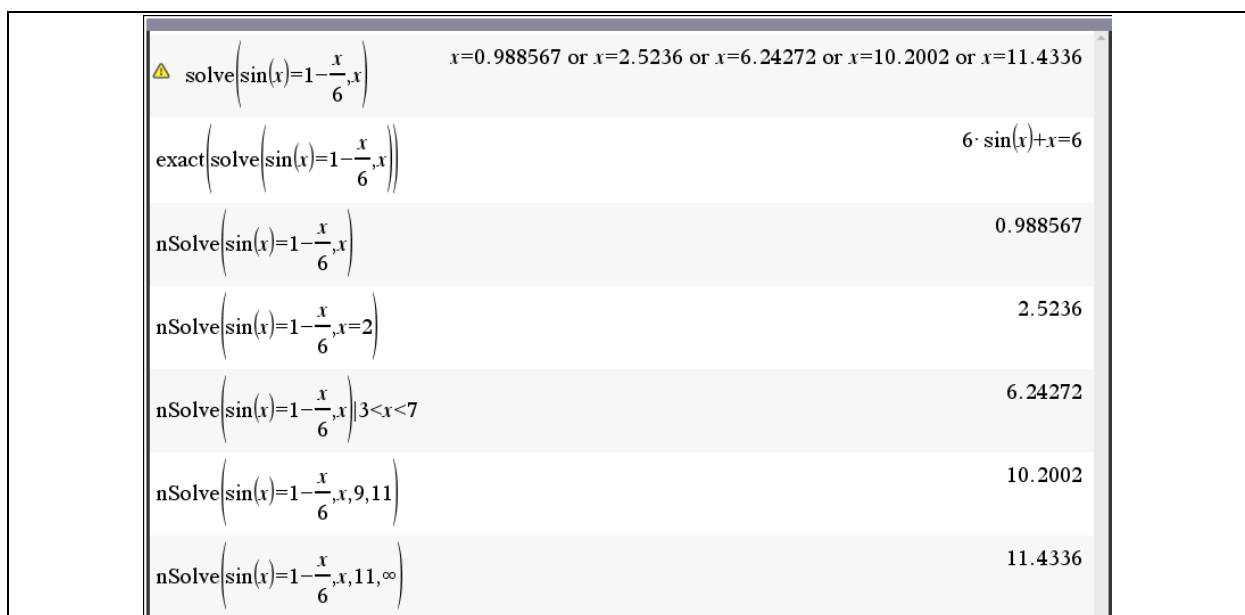 solve(sin(x)=1-x/6,x) x=0.988567 or x=2.5236 or x=6.24272 or x=10.2002 or x=11.4336
exact(solve(sin(x)=1-x/6,x)) 6·sin(x)+x=6
nSolve(sin(x)=1-x/6,x) 0.988567
nSolve(sin(x)=1-x/6,x=2) 2.5236
nSolve(sin(x)=1-x/6,x)|3<x<7 6.24272
nSolve(sin(x)=1-x/6,x,9,11) 10.2002
nSolve(sin(x)=1-x/6,x,11,∞) 11.4336